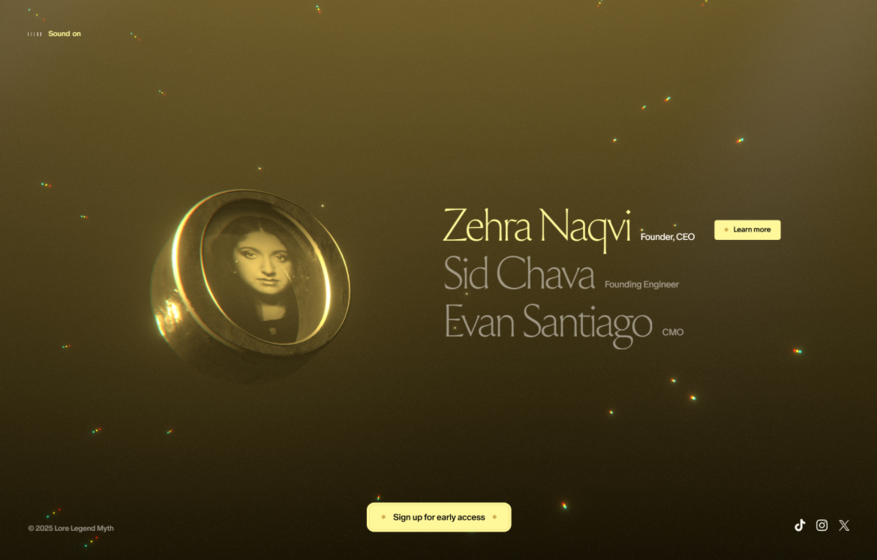 Sound on
Zehra Naqvi Founder, CEO
Learn more
Sid Chava Founding Engineer
Evan Santiago CMO
Sign up for early access
© 2025 Lore Legend Myth